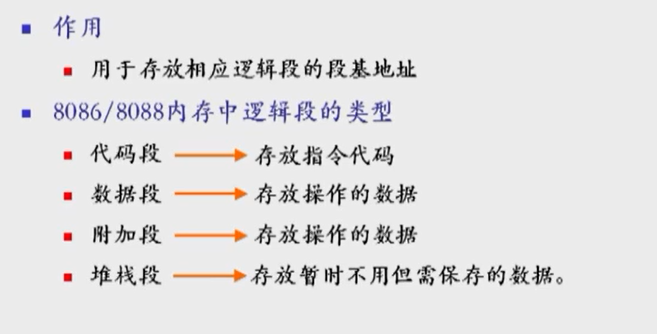 作用
用于存放相应逻辑段的段基地址
8086/8088内存中逻辑段的类型
代码段 存放指令代码
数据段 存放操作的数据
附加段 存放操作的数据
堆栈段 存放暂时不用但需保存的数据。